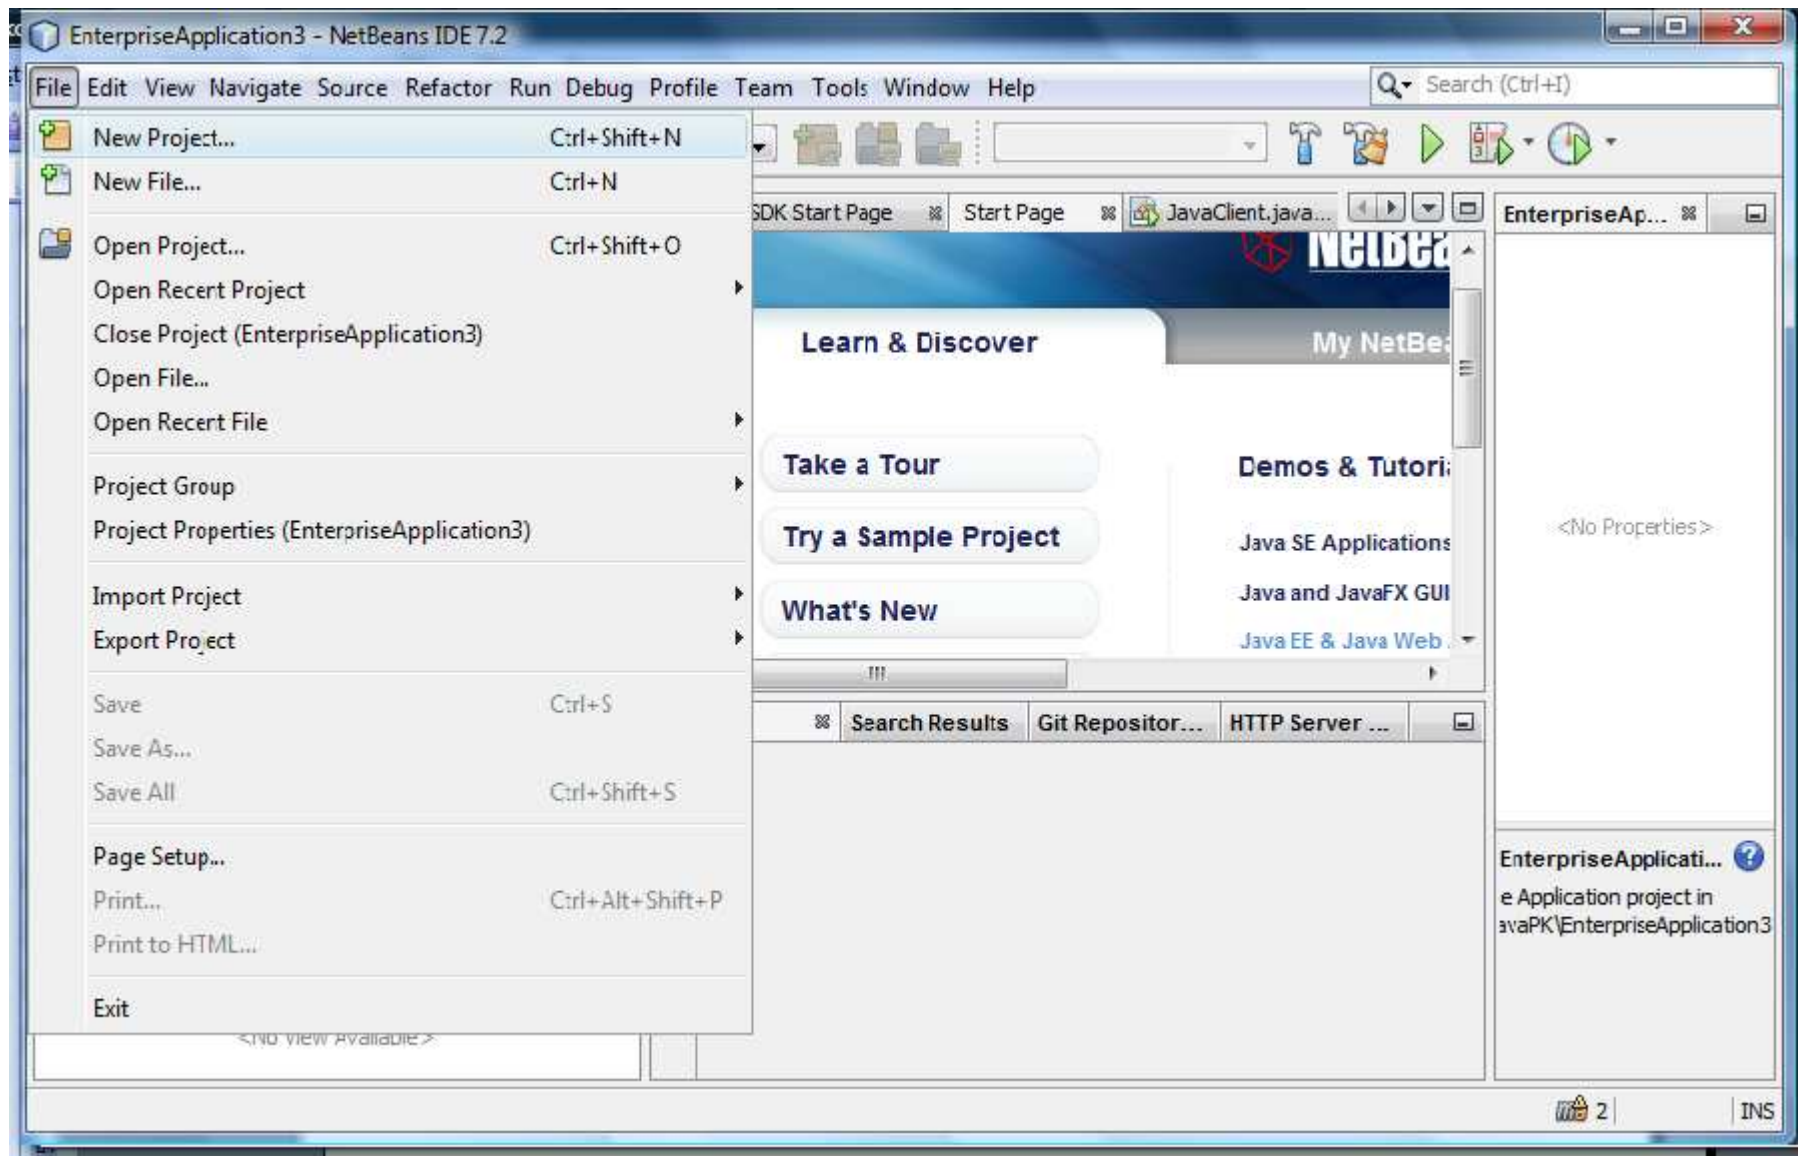 EnterpriseApplication3 - NetBeans IDE 7.2
File Edit View Navigate Source Refactor Run Debug Profile Team Tools Window Help
Search (Ctrl+I)
New Project... Ctrl+Shift+N
New File... Ctrl+N
Open Project... Ctrl+Shift+O
Open Recent Project
Close Project (EnterpriseApplication3)
Open File...
Open Recent File
Project Group
Project Properties (EnterpriseApplication3)
Import Project
Export Project
Save Ctrl+S
Save As...
Save All Ctrl+Shift+S
Page Setup...
Print... Ctrl+Alt+Shift+P
Print to HTML...
Exit
<No View Available>
SDK Start Page Start Page JavaClient.java...
NetBea
Learn & Discover My NetBea
Take a Tour
Try a Sample Project
What's New
Demos & Tutoria
Java SE Applications
Java and JavaFX GUI
Java EE & Java Web
Search Results Git Repositor... HTTP Server ...
EnterpriseAp...
<No Properties>
EnterpriseApplicati...
e Application project in
avaPK\EnterpriseApplication3
2 INS